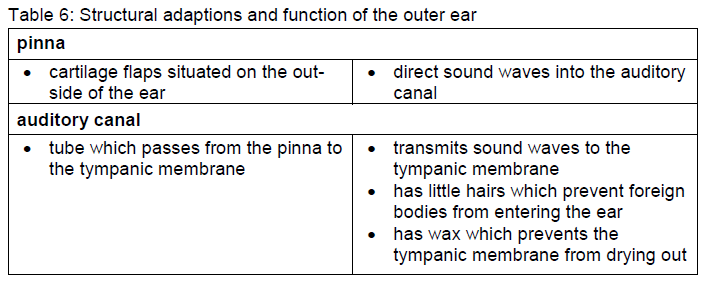 Table 6: Structural adaptions and function of the outer ear
pinna
• cartilage flaps situated on the out-
side of the ear
• direct sound waves into the auditory
canal
auditory canal
• tube which passes from the pinna to
the tympanic membrane
• transmits sound waves to the
tympanic membrane
• has little hairs which prevent foreign
bodies from entering the ear
• has wax which prevents the
tympanic membrane from drying out